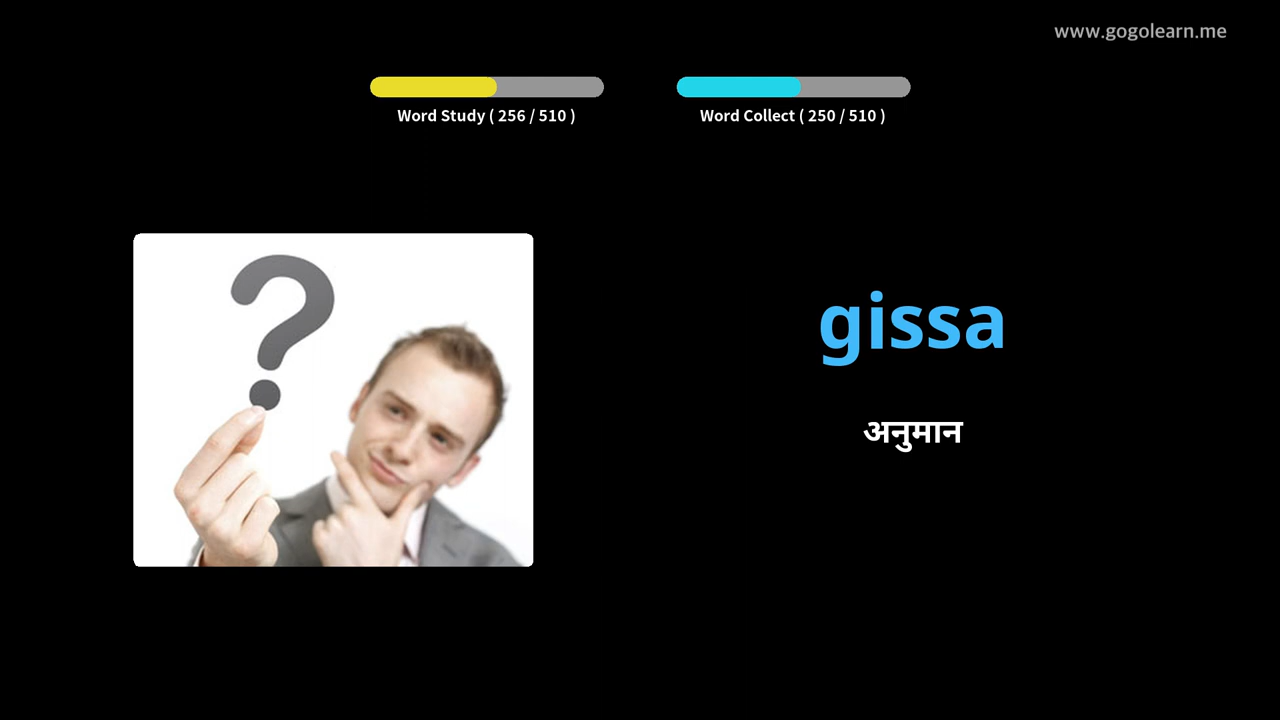 www.gogolearn.me
Word Study ( 256 / 510 )
Word Collect ( 250 / 510 )
?
gissa
अनुमान